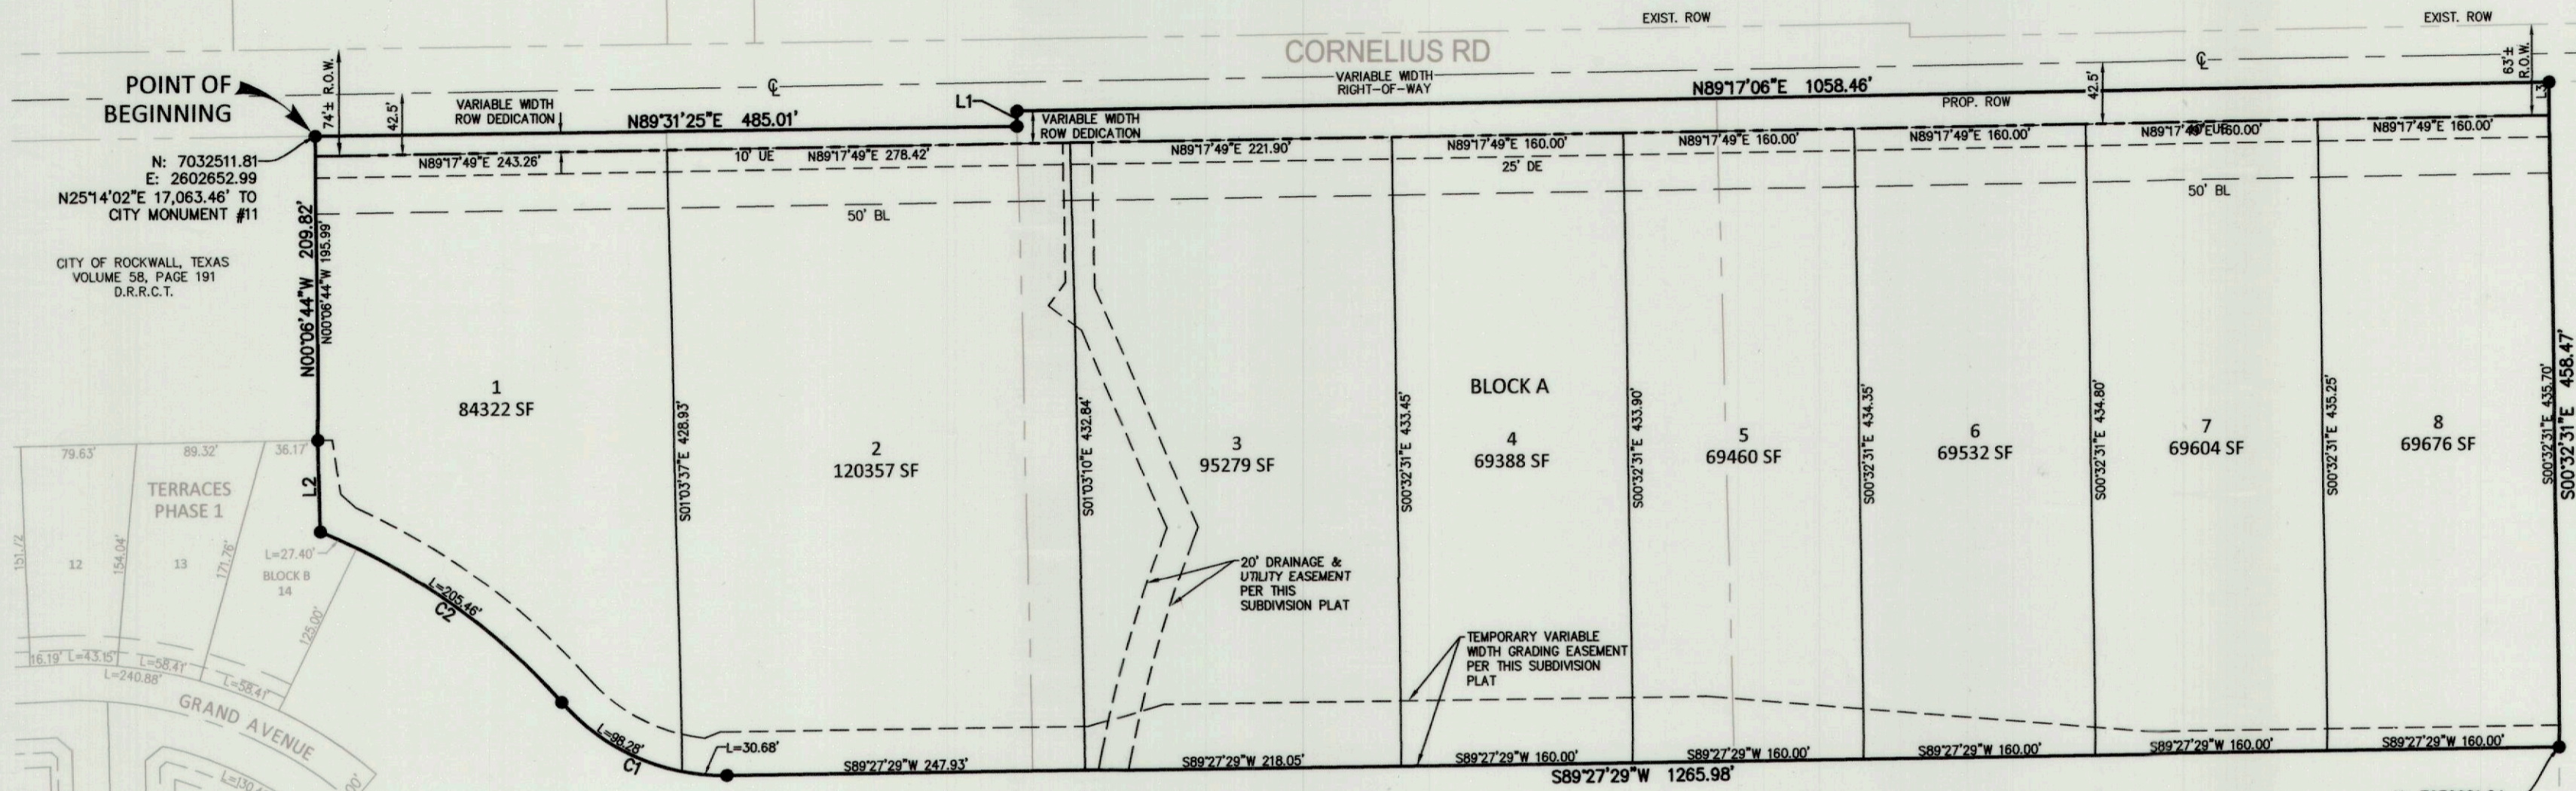 EXIST. ROW
EXIST. ROW
CORNELIUS RD
VARIABLE WIDTH
RIGHT-OF-WAY
POINT OF
BEGINNING
74'± R.O.W.
42.5'
VARIABLE WIDTH
ROW DEDICATION
N89°31'25"E 485.01'
L1
VARIABLE WIDTH
ROW DEDICATION
N89°17'06"E 1058.46'
PROP. ROW
42.5'
63'±
R.O.W.
L3
N: 7032511.81
E: 2602652.99
N25°14'02"E 17,063.46' TO
CITY MONUMENT #11
CITY OF ROCKWALL, TEXAS
VOLUME 58, PAGE 191
D.R.R.C.T.
N89°17'49"E 243.26'
10' UE
N89°17'49"E 278.42'
N89°17'49"E 221.90'
N89°17'49"E 160.00'
N89°17'49"E 160.00'
N89°17'49"E 160.00'
N89°17'49"E 160.00'
N89°17'49"E 160.00'
25' DE
50' BL
50' BL
N00°06'44"W 209.82'
N00°06'44"W 195.99'
L2
1
84322 SF
S01°03'37"E 428.93'
2
120357 SF
S01°03'10"E 432.84'
3
95279 SF
S00°32'31"E 433.45'
BLOCK A
4
69388 SF
S00°32'31"E 433.90'
5
69460 SF
S00°32'31"E 434.35'
6
69532 SF
S00°32'31"E 434.80'
7
69604 SF
S00°32'31"E 435.25'
8
69676 SF
S00°32'31"E 435.70'
S00°32'31"E 458.47'
79.63'
89.32'
36.17'
TERRACES
PHASE 1
151.72
12
154.04'
13
171.76'
L=27.40'
BLOCK B
14
125.00'
16.19'
L=43.15'
L=58.41'
L=58.41'
L=240.88'
GRAND AVENUE
L=205.46'
C2
L=98.28'
C1
L=30.68'
20' DRAINAGE &
UTILITY EASEMENT
PER THIS
SUBDIVISION PLAT
TEMPORARY VARIABLE
WIDTH GRADING EASEMENT
PER THIS SUBDIVISION
PLAT
S89°27'29"W 247.93'
S89°27'29"W 218.05'
S89°27'29"W 160.00'
S89°27'29"W 160.00'
S89°27'29"W 160.00'
S89°27'29"W 160.00'
S89°27'29"W 160.00'
S89°27'29"W 1265.98'